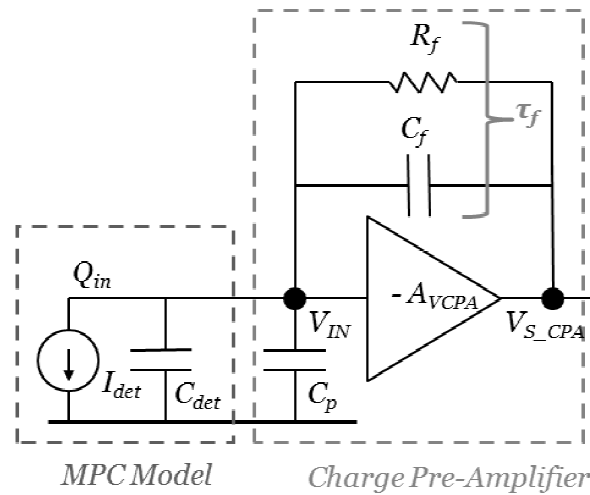 R_f
C_f
τ_f
Q_in
- A_VCPA
V_IN
V_S_CPA
I_det
C_det
C_p
MPC Model
Charge Pre-Amplifier